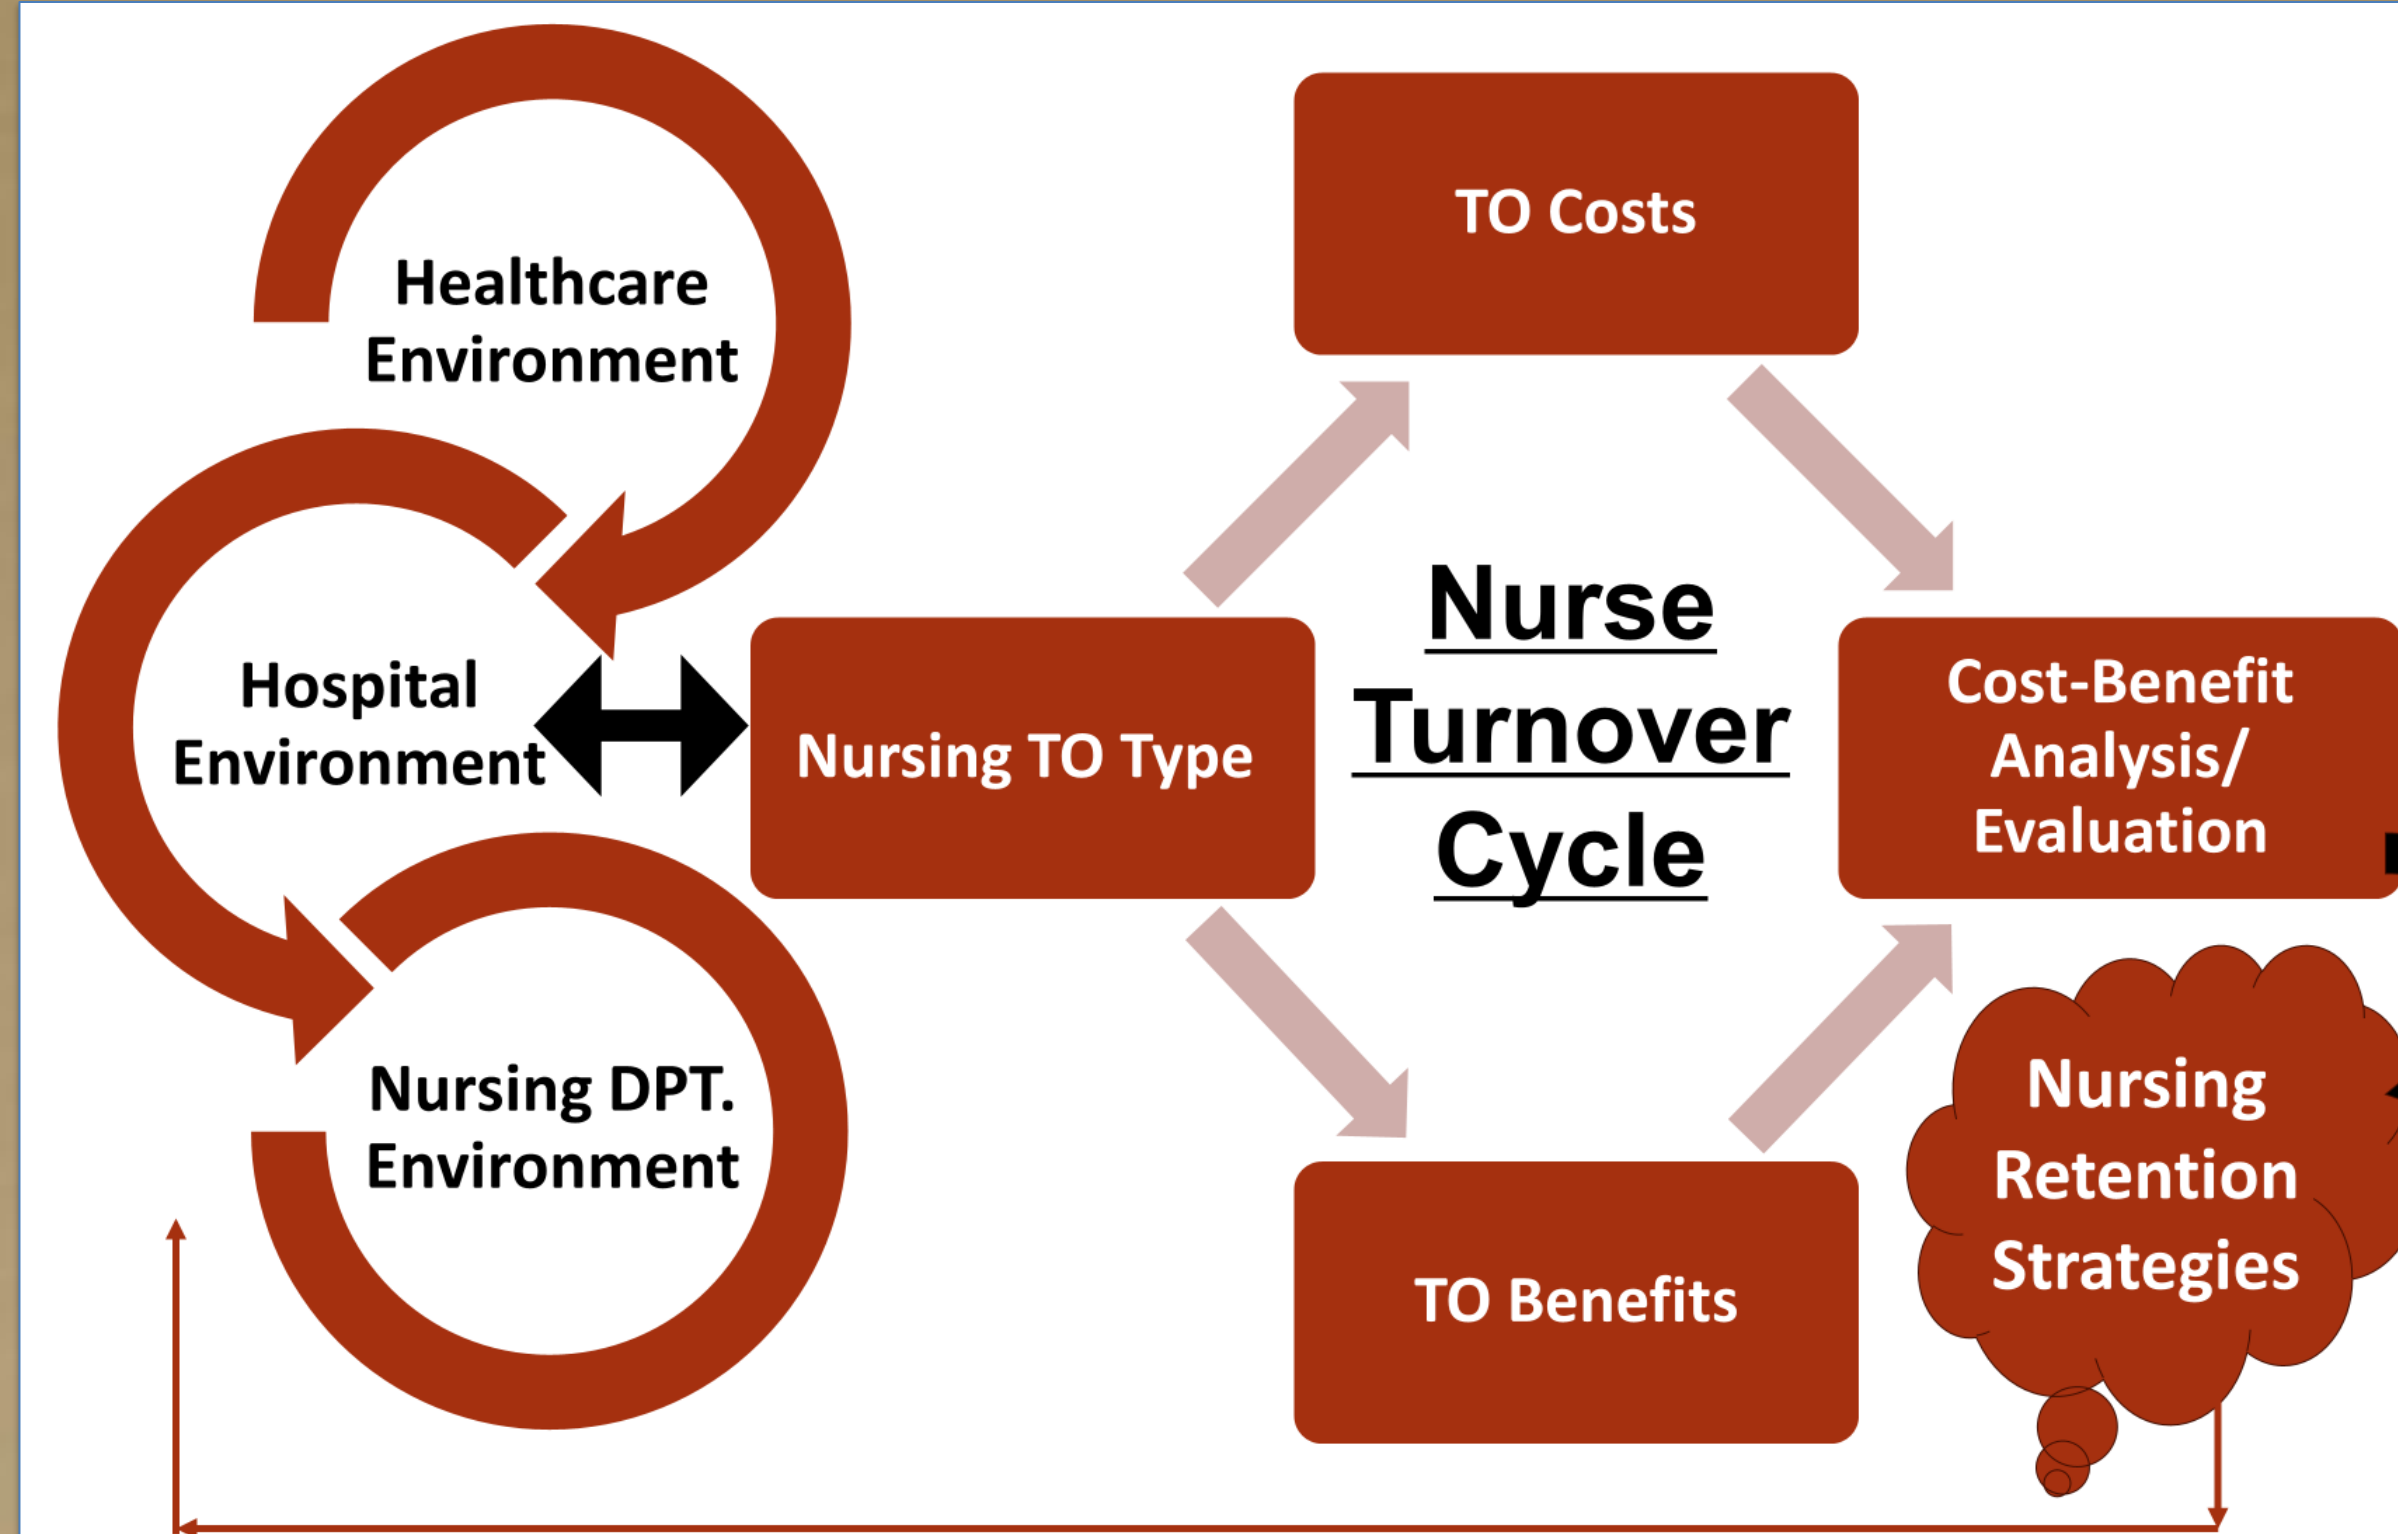 Healthcare
Environment
TO Costs
Hospital
Environment
Nursing TO Type
Nurse
Turnover
Cycle
Cost-Benefit
Analysis/
Evaluation
Nursing DPT.
Environment
TO Benefits
Nursing
Retention
Strategies